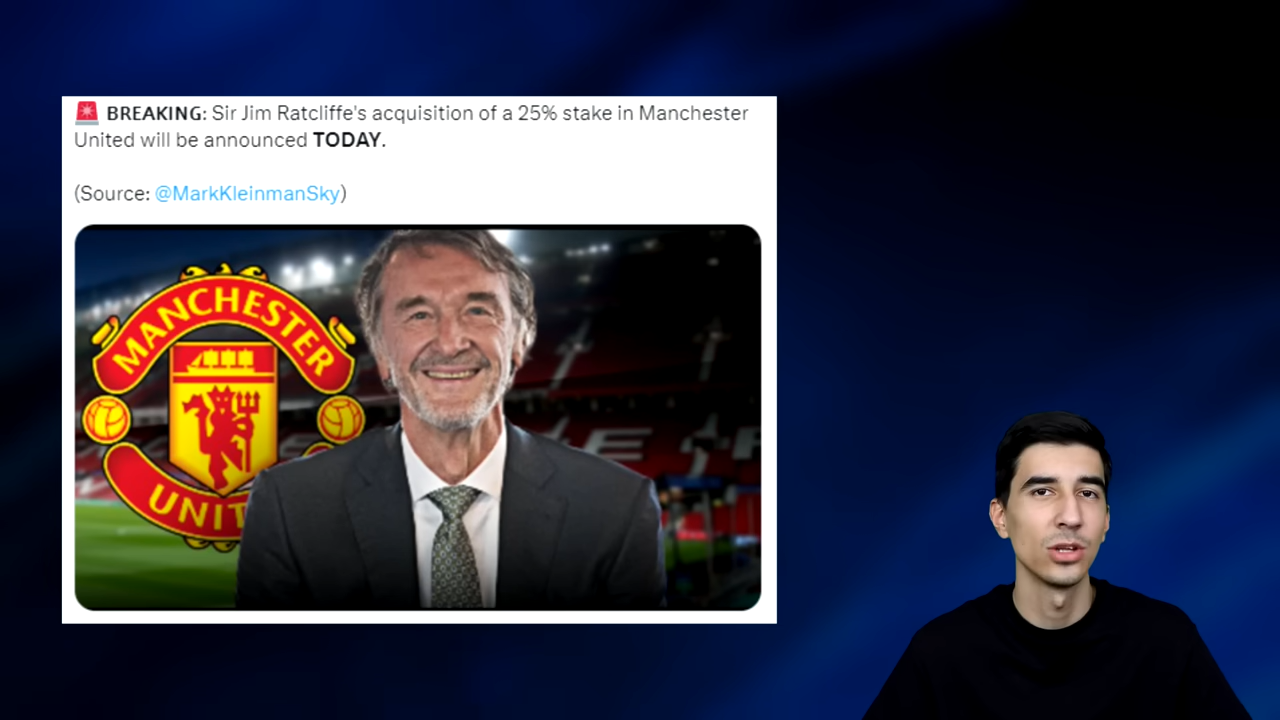 🚨 BREAKING: Sir Jim Ratcliffe's acquisition of a 25% stake in Manchester
United will be announced TODAY.
(Source: @MarkKleinmanSky)
MANCHESTER
UNIT